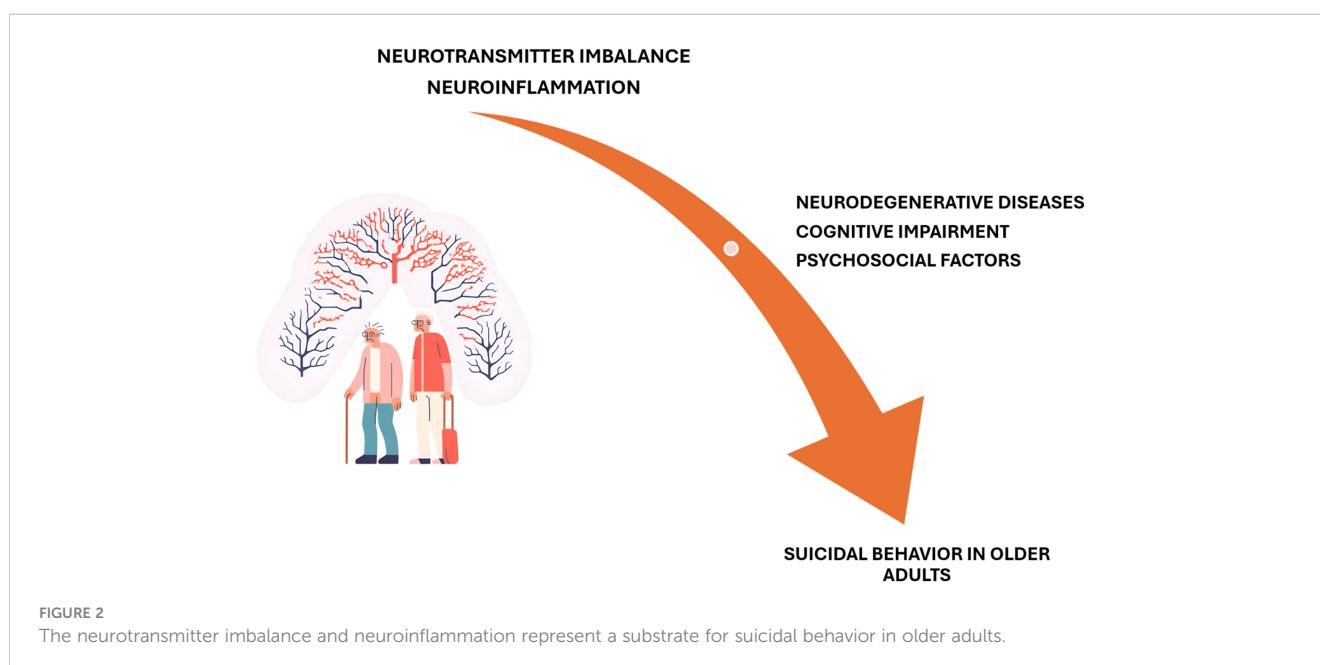 NEUROTRANSMITTER IMBALANCE
NEUROINFLAMMATION
NEURODEGENERATIVE DISEASES
COGNITIVE IMPAIRMENT
PSYCHOSOCIAL FACTORS
SUICIDAL BEHAVIOR IN OLDER
ADULTS
FIGURE 2
The neurotransmitter imbalance and neuroinflammation represent a substrate for suicidal behavior in older adults.